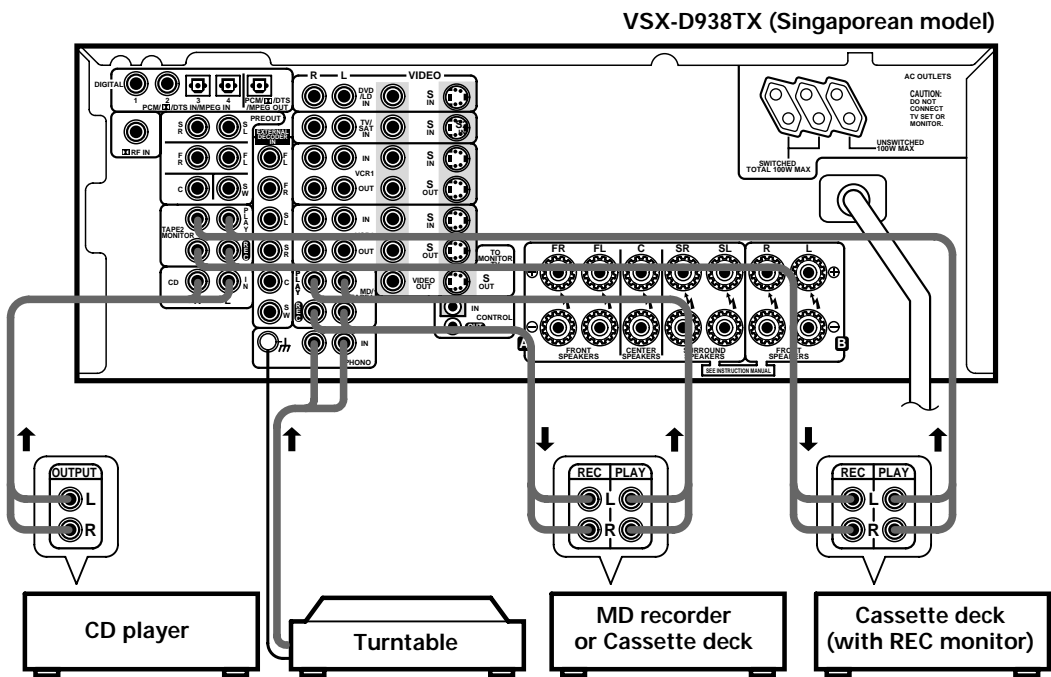 VSX-D938TX (Singaporean model)
DIGITAL
1 2 3 4
PCM/ /DTS IN/MPEG IN
PCM/ /DTS
/MPEG OUT
RF IN
PREOUT
S
R
S
L
F
R
F
L
C
S
W
TAPE2
MONITOR
PLAY
CD
IN
EXTERNAL
DECODER
IN
FL
FR
SL
SR
C
SW
R L VIDEO
DVD
/LD
IN
S
IN
TV/
SAT
IN
S
IN
IN
VCR1
OUT
S
IN
S
OUT
IN
OUT
S
IN
S
OUT
TO
MONITOR
PLAY
MD/
VIDEO
OUT
S
OUT
IN
CONTROL
OUT
IN
PHONO
AC OUTLETS
CAUTION:
DO NOT
CONNECT
TV SET OR
MONITOR.
UNSWITCHED
100W MAX
SWITCHED
TOTAL 100W MAX
FR FL C SR SL R L
A
FRONT
SPEAKERS
CENTER
SPEAKERS
SURROUND
SPEAKERS
FRONT
SPEAKERS
B
SEE INSTRUCTION MANUAL
OUTPUT
L
R
REC PLAY
L
R
REC PLAY
L
R
CD player
Turntable
MD recorder
or Cassette deck
Cassette deck
(with REC monitor)